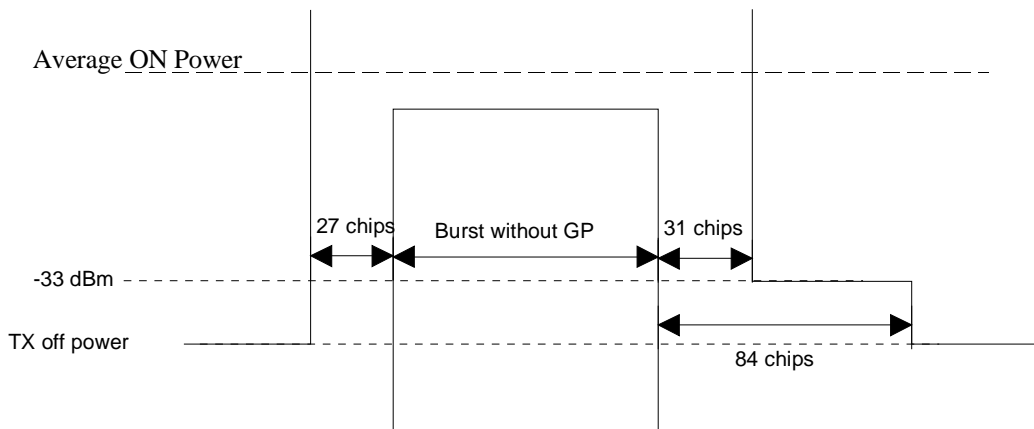 Average ON Power
27 chips
Burst without GP
31 chips
-33 dBm
TX off power
84 chips